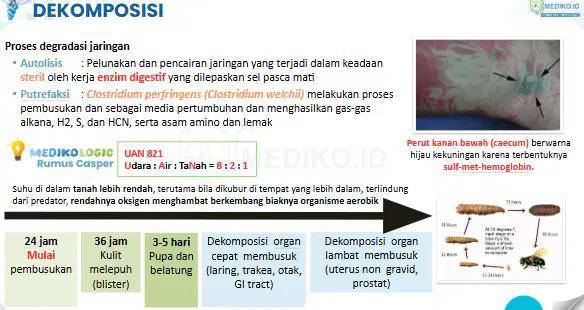 DEKOMPOSISI
MEDIKO.ID
Proses degradasi jaringan
• Autolisis : Pelunakan dan pencairan jaringan yang terjadi dalam keadaan
steril oleh kerja enzim digestif yang dilepaskan sel pasca mati
• Putrefaksi : Clostridium perfringens (Clostridium welchii) melakukan proses
pembusukan dan sebagai media pertumbuhan dan menghasilkan gas-gas
alkana, H2, S, dan HCN, serta asam amino dan lemak
MEDIKO.ID
MEDIKOLOGIC
Rumus Casper
UAN 821
Udara : Air : TaNah = 8 : 2 : 1
Perut kanan bawah (caecum) berwarna
hijau kekuningan karena terbentuknya
sulf-met-hemoglobin.
Suhu di dalam tanah lebih rendah, terutama bila dikubur di tempat yang lebih dalam, terlindung
dari predator, rendahnya oksigen menghambat berkembang biaknya organisme aerobik
24 jam
Mulai
pembusukan
36 jam
Kulit
melepuh
(blister)
3-5 hari
Pupa dan
belatung
Dekomposisi organ
cepat membusuk
(laring, trakea, otak,
GI tract)
Dekomposisi organ
lambat membusuk
(uterus non gravid,
prostat)
72 Hours
At 70 degrees F,